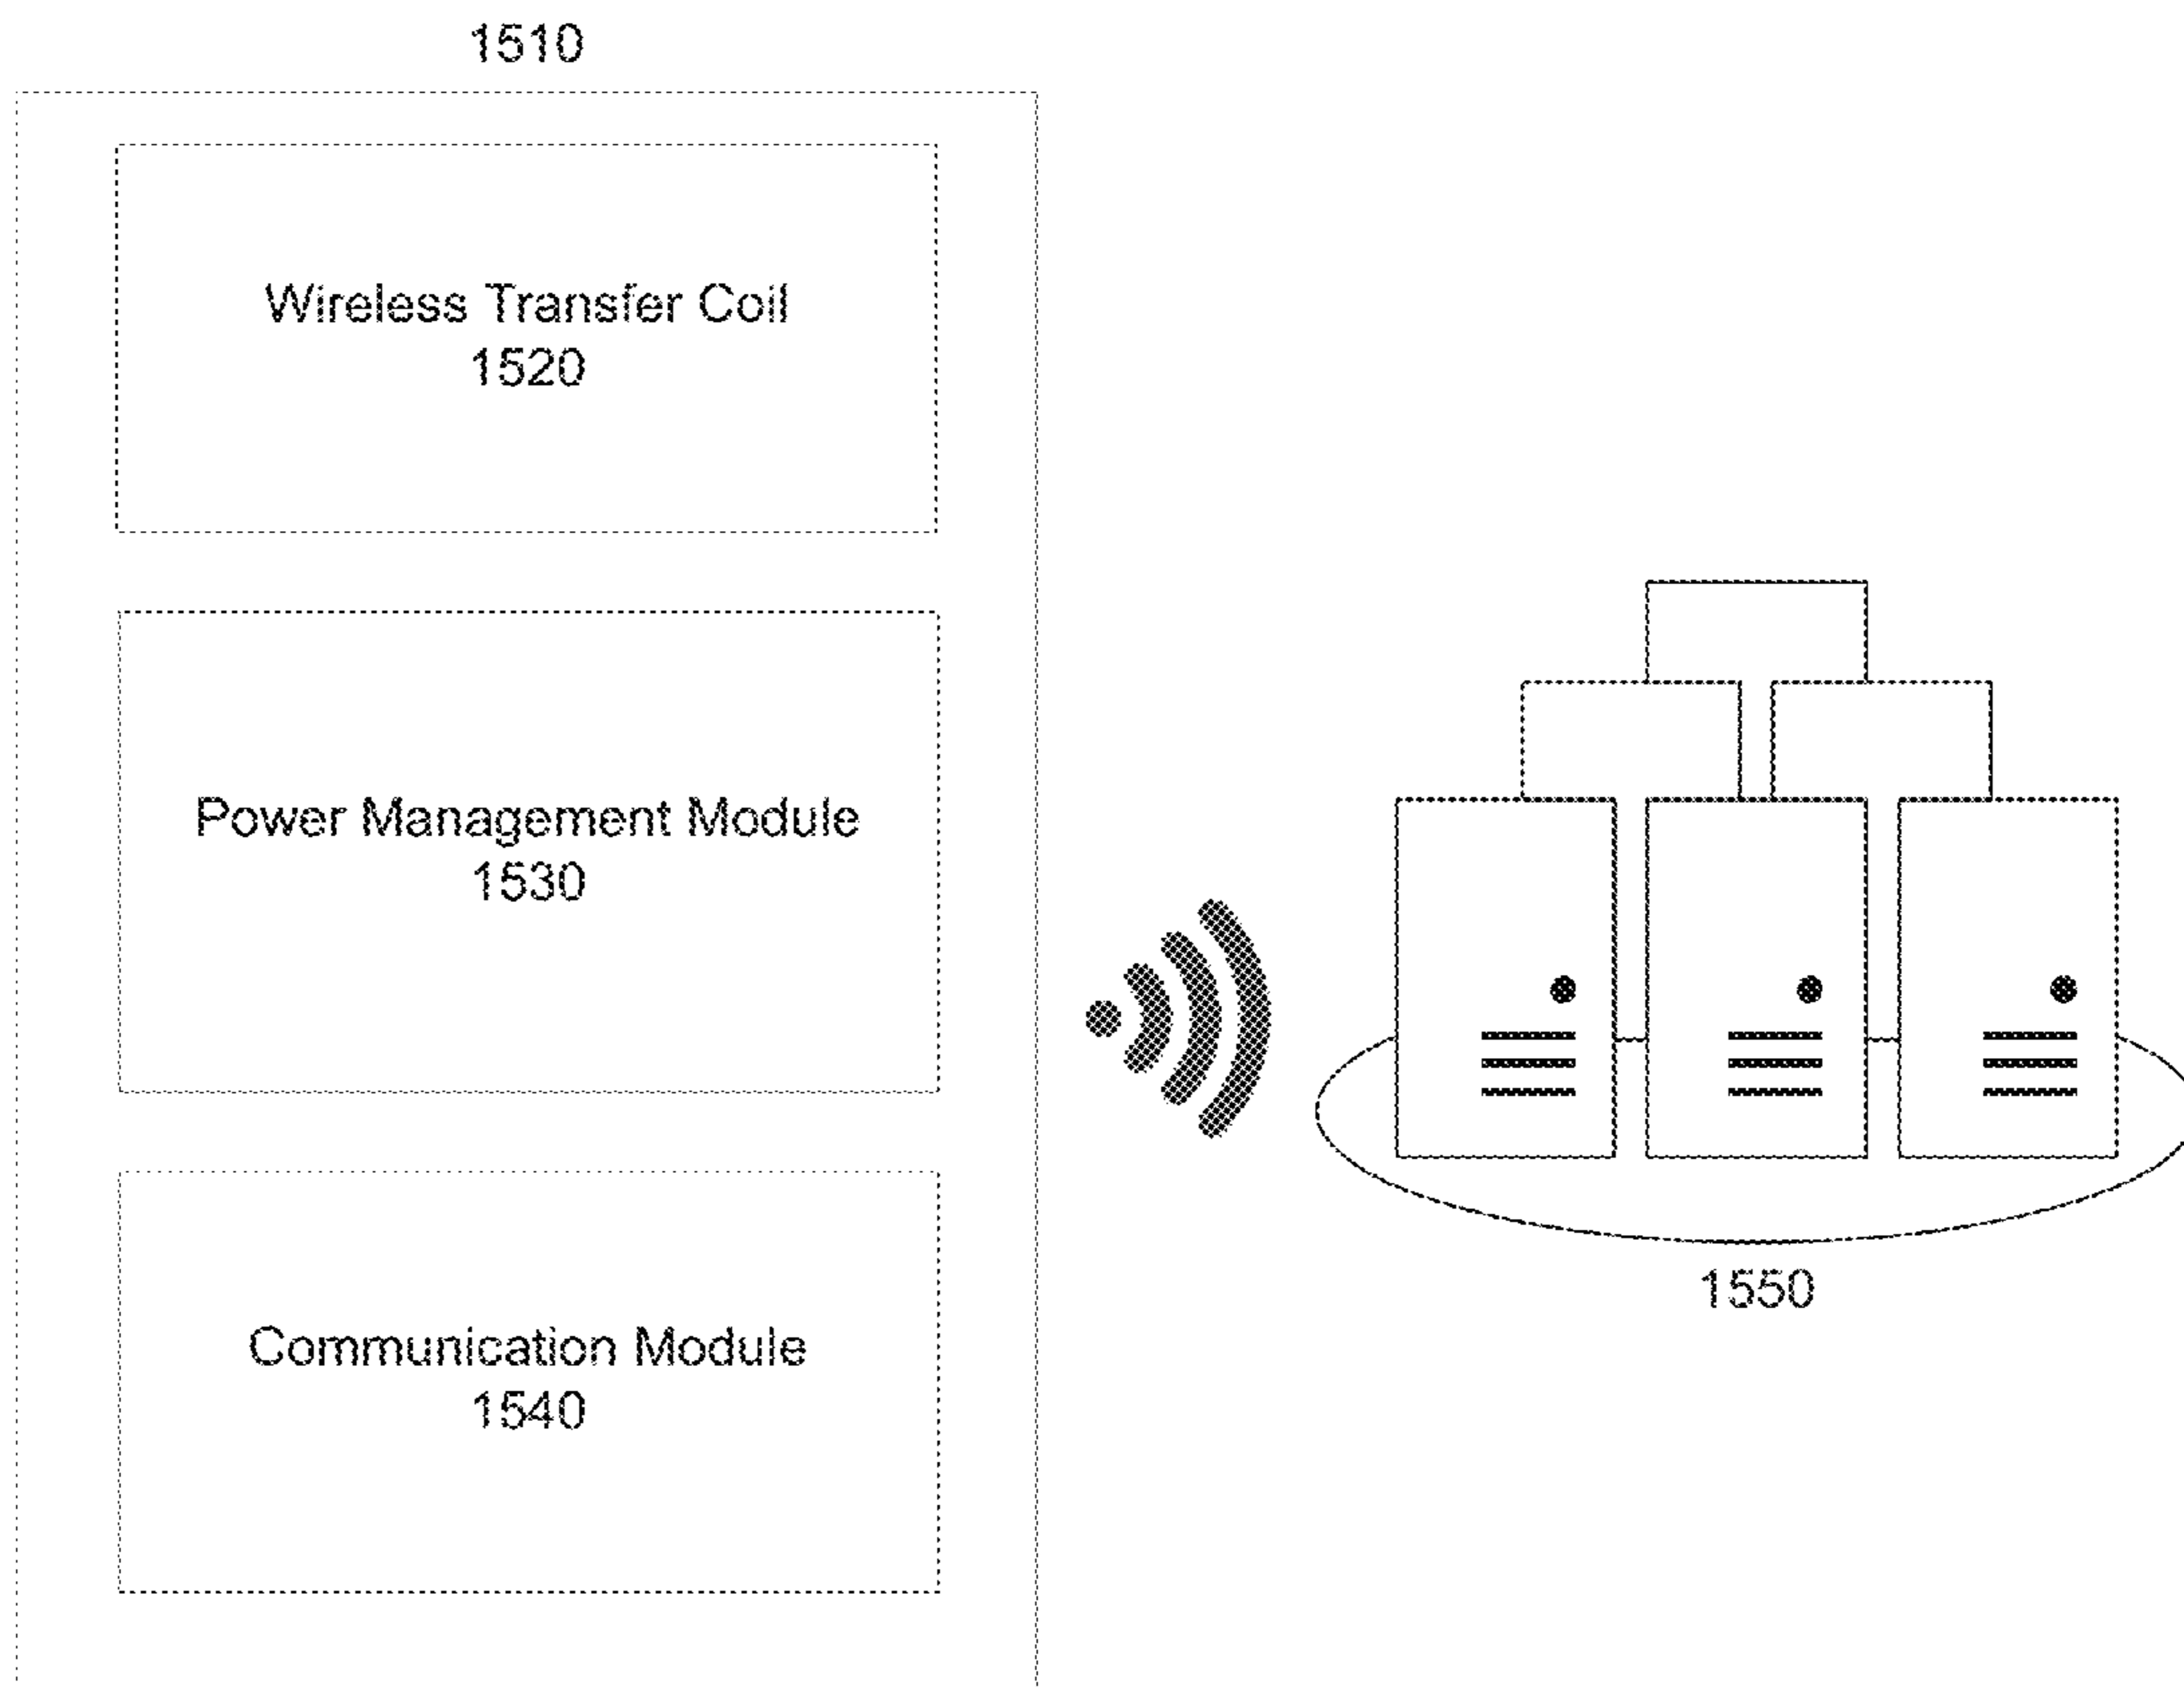 1510
Wireless Transfer Coil
1520
Power Management Module
1530
Communication Module
1540
1550